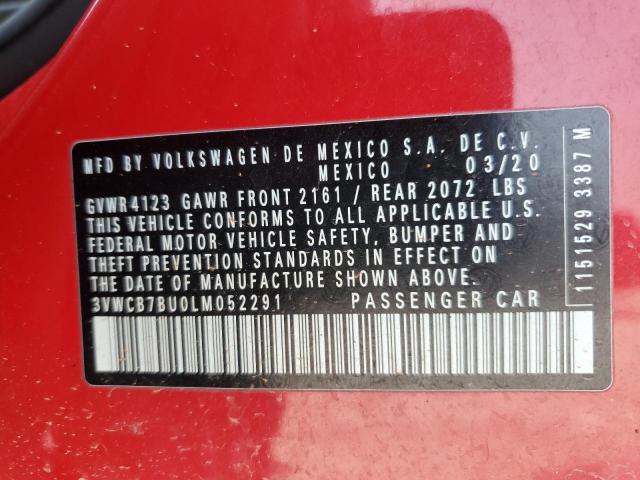 MFD BY VOLKSWAGEN DE MEXICO S.A. DE C.V.
MEXICO 03/20
GVWR4123 GAWR FRONT 2161 / REAR 2072 LBS
THIS VEHICLE CONFORMS TO ALL APPLICABLE U.S.
FEDERAL MOTOR VEHICLE SAFETY, BUMPER AND
THEFT PREVENTION STANDARDS IN EFFECT ON
THE DATE OF MANUFACTURE SHOWN ABOVE.
3VWCB7BU0LM052291 PASSENGER CAR
1151529 3387 M